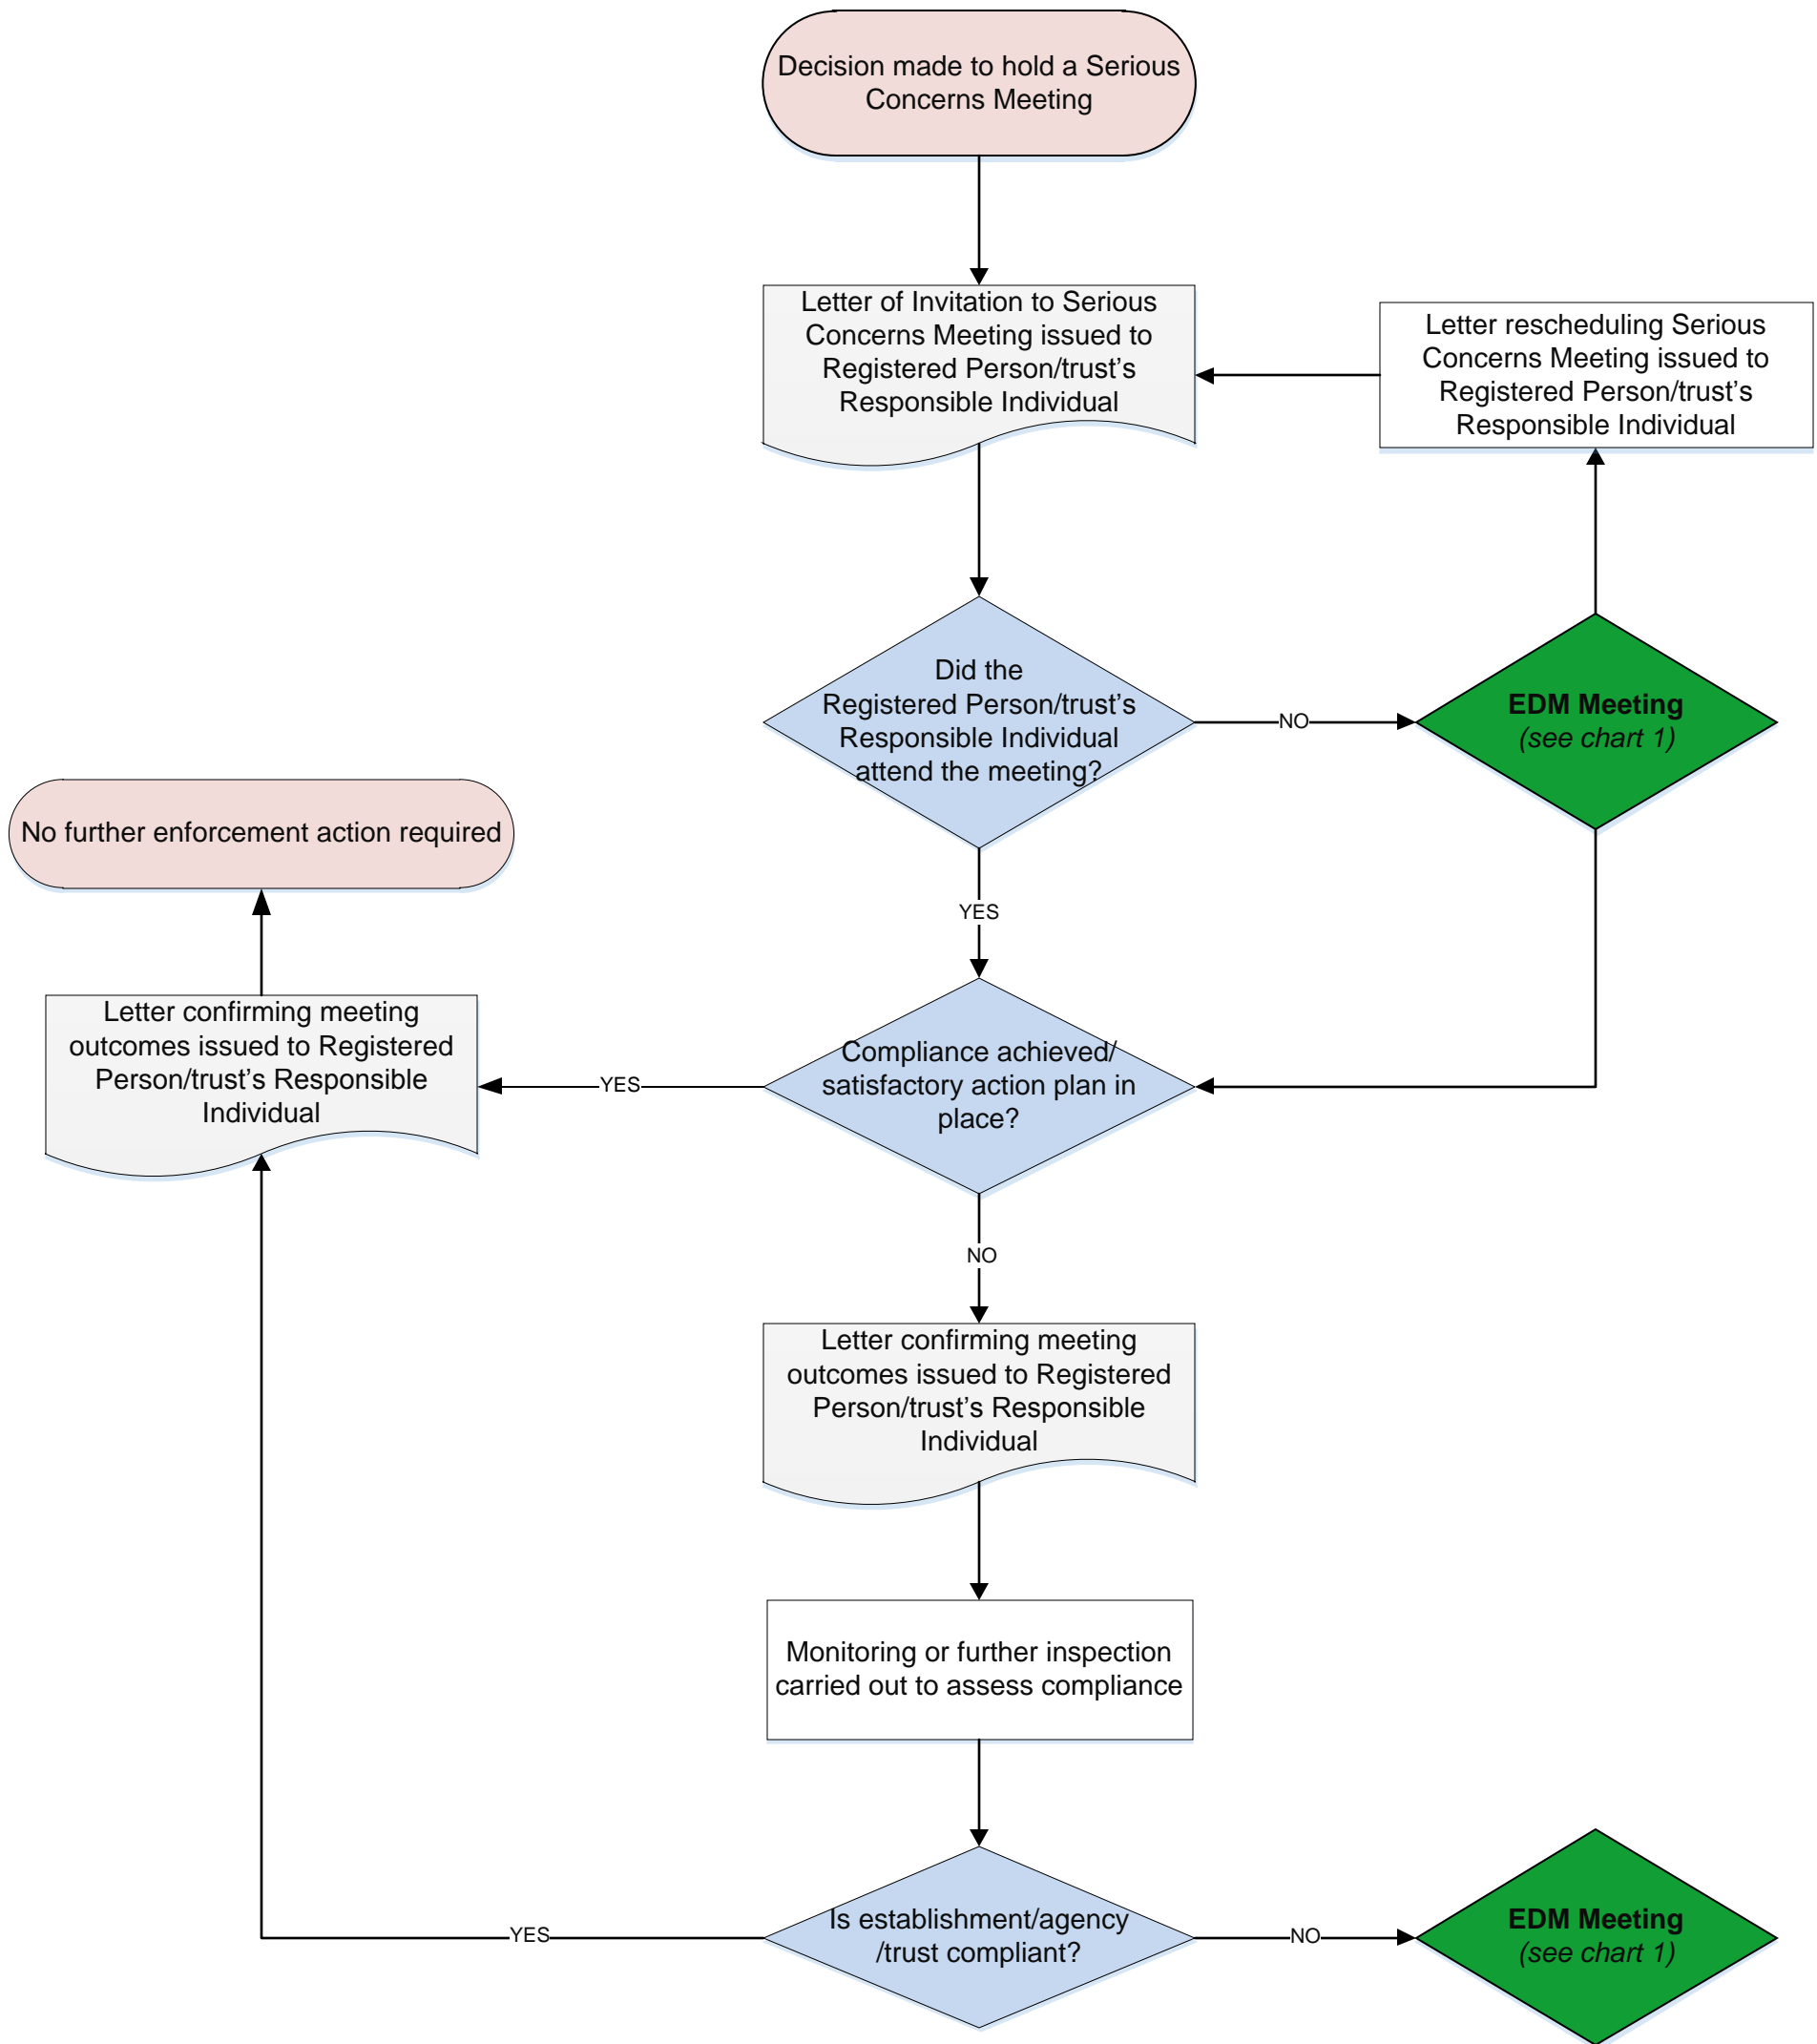 Decision made to hold a Serious
Concerns Meeting
Letter of Invitation to Serious
Concerns Meeting issued to
Registered Person/trust’s
Responsible Individual
Letter rescheduling Serious
Concerns Meeting issued to
Registered Person/trust’s
Responsible Individual
Did the
Registered Person/trust’s
Responsible Individual
attend the meeting?
NO
EDM Meeting
(see chart 1)
No further enforcement action required
YES
Letter confirming meeting
outcomes issued to Registered
Person/trust’s Responsible
Individual
YES
Compliance achieved/
satisfactory action plan in
place?
NO
Letter confirming meeting
outcomes issued to Registered
Person/trust’s Responsible
Individual
Monitoring or further inspection
carried out to assess compliance
YES
Is establishment/agency
/trust compliant?
NO
EDM Meeting
(see chart 1)